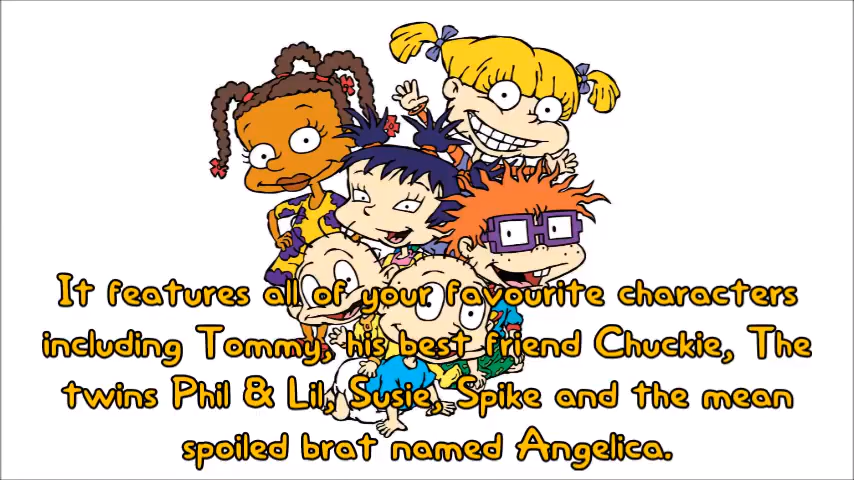 It features all of your favourite characters
including Tommy, his best friend Chuckie, The
twins Phil & Lil, Susie, Spike and the mean
spoiled brat named Angelica.